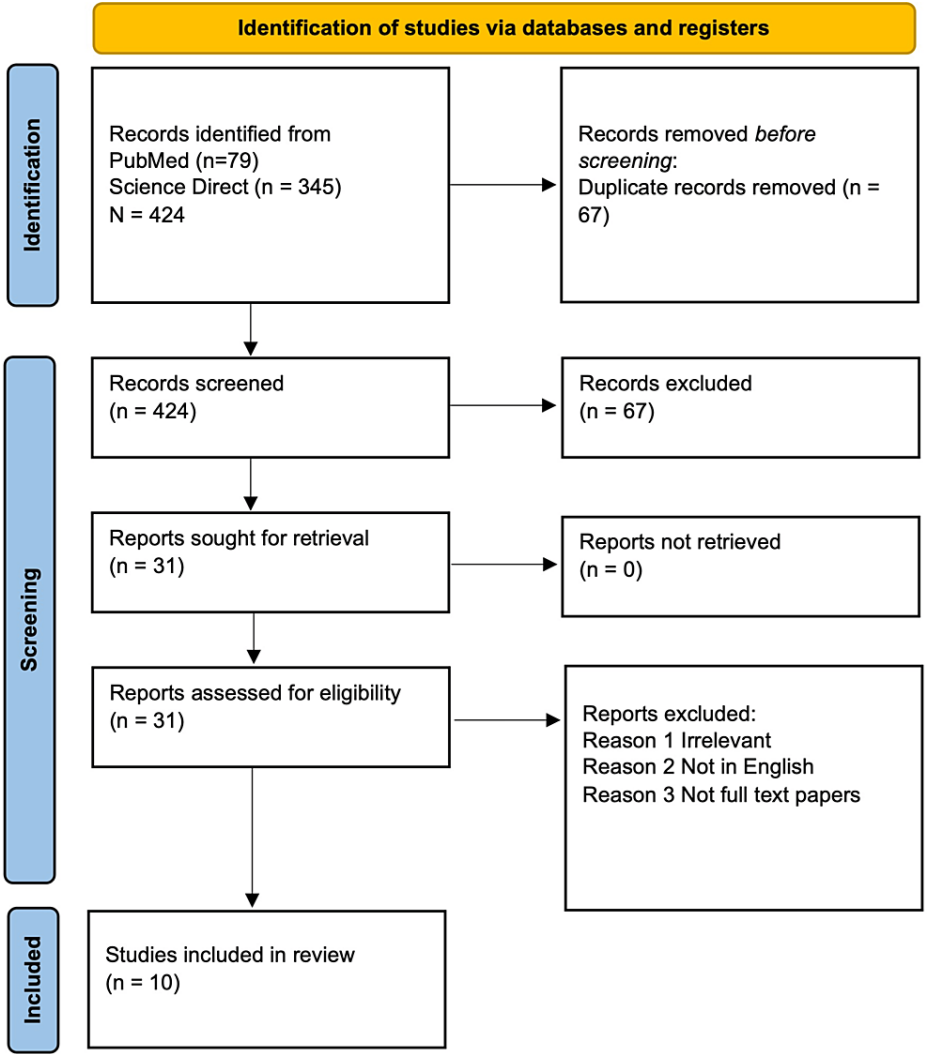 Identification of studies via databases and registers
Identification
Records identified from
PubMed (n=79)
Science Direct (n = 345)
N = 424
Records removed before
screening:
Duplicate records removed (n =
67)
Screening
Records screened
(n = 424)
Records excluded
(n = 67)
Reports sought for retrieval
(n = 31)
Reports not retrieved
(n = 0)
Reports assessed for eligibility
(n = 31)
Reports excluded:
Reason 1 Irrelevant
Reason 2 Not in English
Reason 3 Not full text papers
Included
Studies included in review
(n = 10)